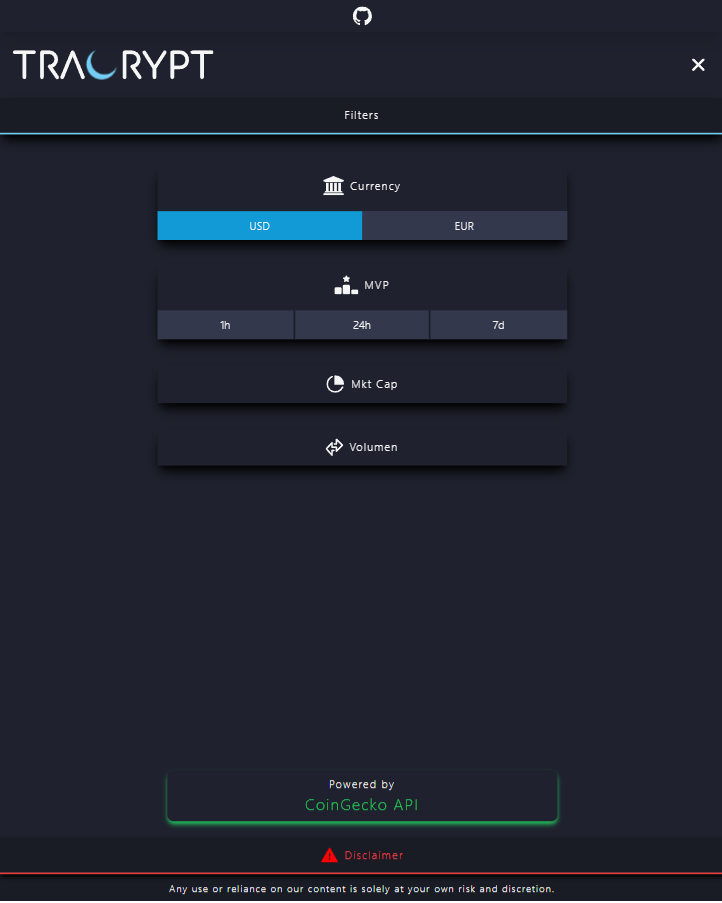 TRACRYPT
Filters
Currency
USD EUR
MVP
1h 24h 7d
Mkt Cap
Volumen
Powered by
CoinGecko API
Disclaimer
Any use or reliance on our content is solely at your own risk and discretion.